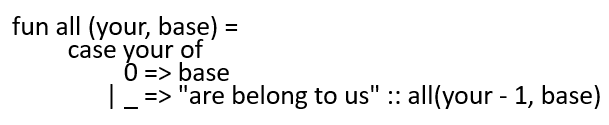 fun all (your, base) =
case your of
0 => base
| _ => "are belong to us" :: all(your - 1, base)